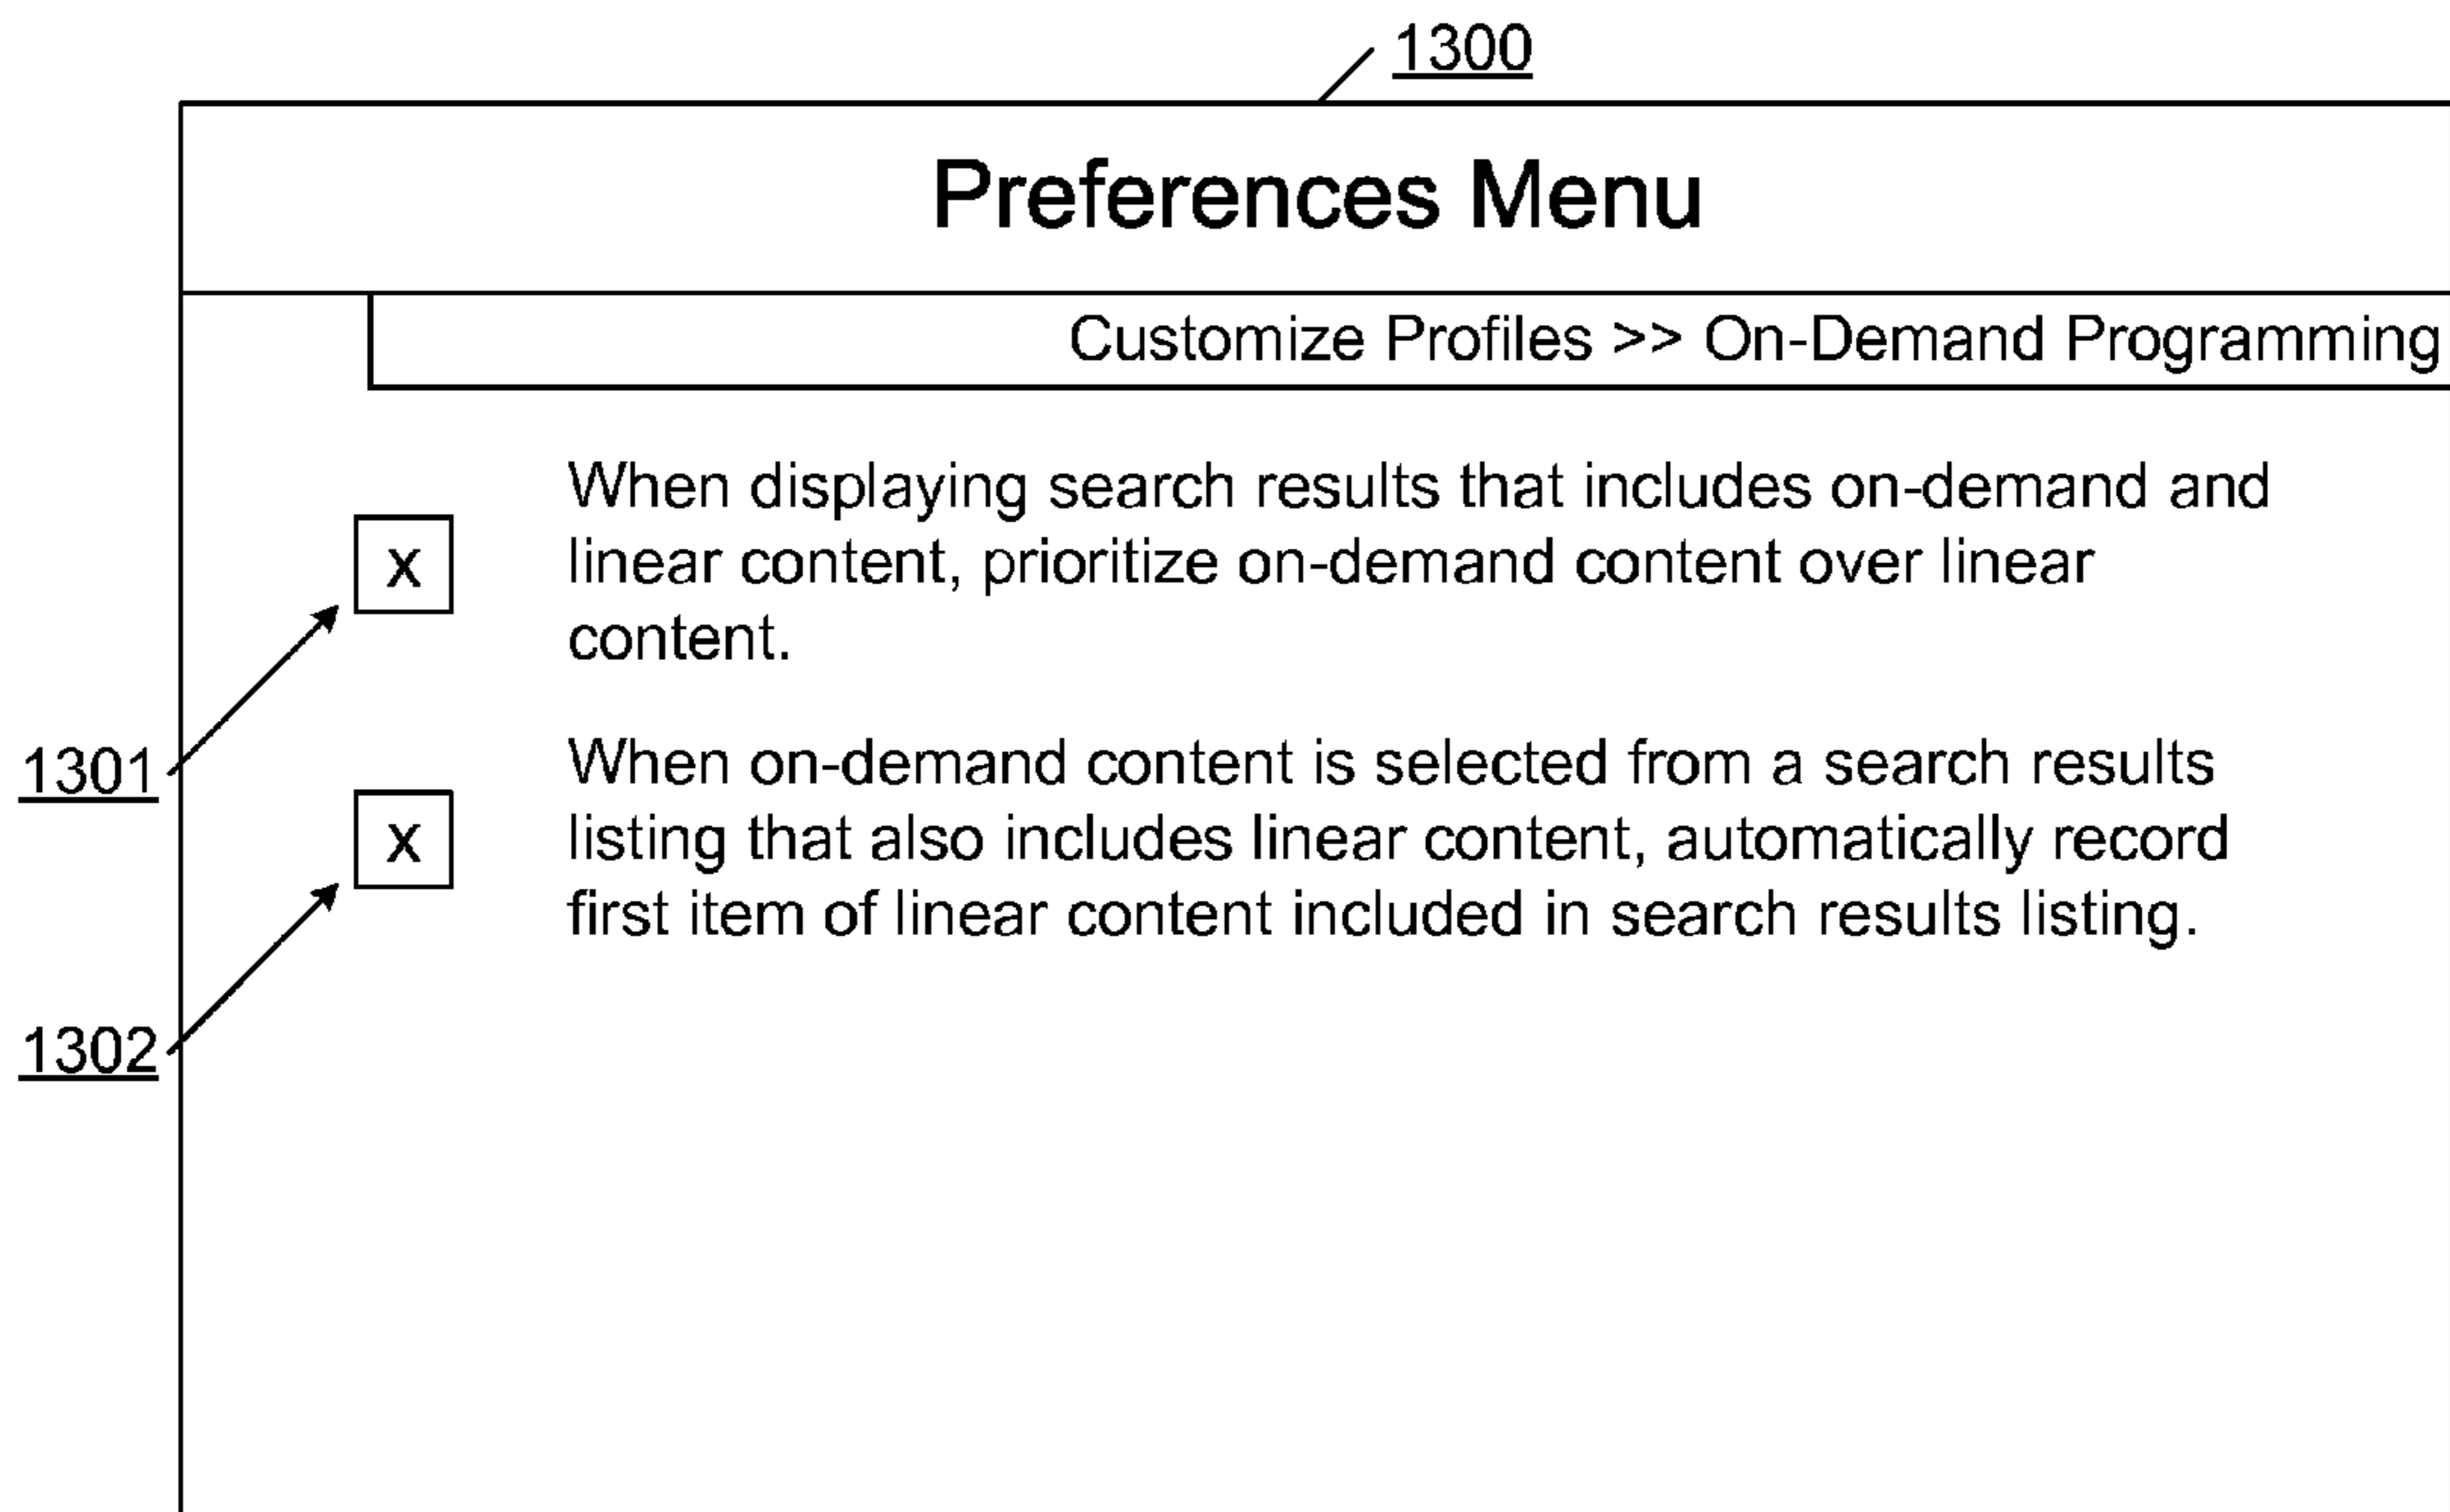 1300
Preferences Menu
Customize Profiles >> On-Demand Programming
When displaying search results that includes on-demand and
x
linear content, prioritize on-demand content over linear
content.
1301
When on-demand content is selected from a search results
x
listing that also includes linear content, automatically record
first item of linear content included in search results listing.
1302